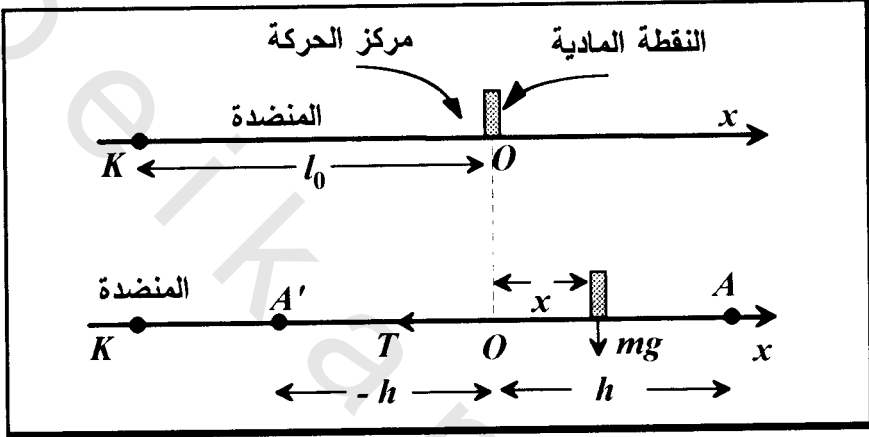 مركز الحركة النقطة المادية
المنضدة x
K l₀ O
المنضدة A' x A
K T O mg x
- h h
e i k a